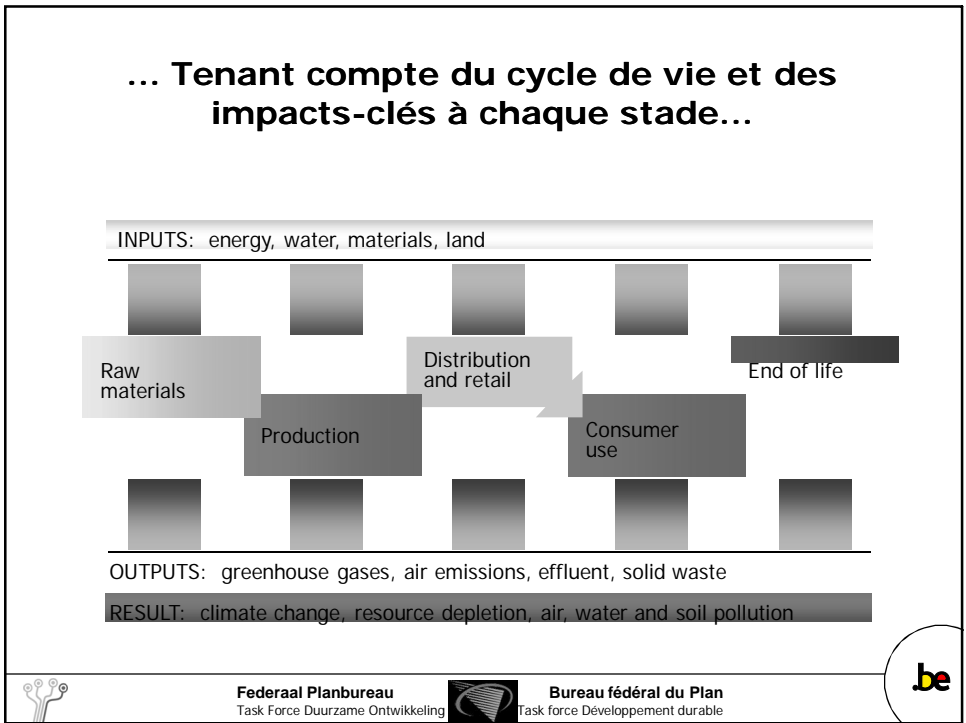 ... Tenant compte du cycle de vie et des
impacts-clés à chaque stade...
INPUTS: energy, water, materials, land
Raw
materials
Production
Distribution
and retail
Consumer
use
End of life
OUTPUTS: greenhouse gases, air emissions, effluent, solid waste
RESULT: climate change, resource depletion, air, water and soil pollution
Federaal Planbureau
Task Force Duurzame Ontwikkeling
Bureau fédéral du Plan
Task force Développement durable
.be